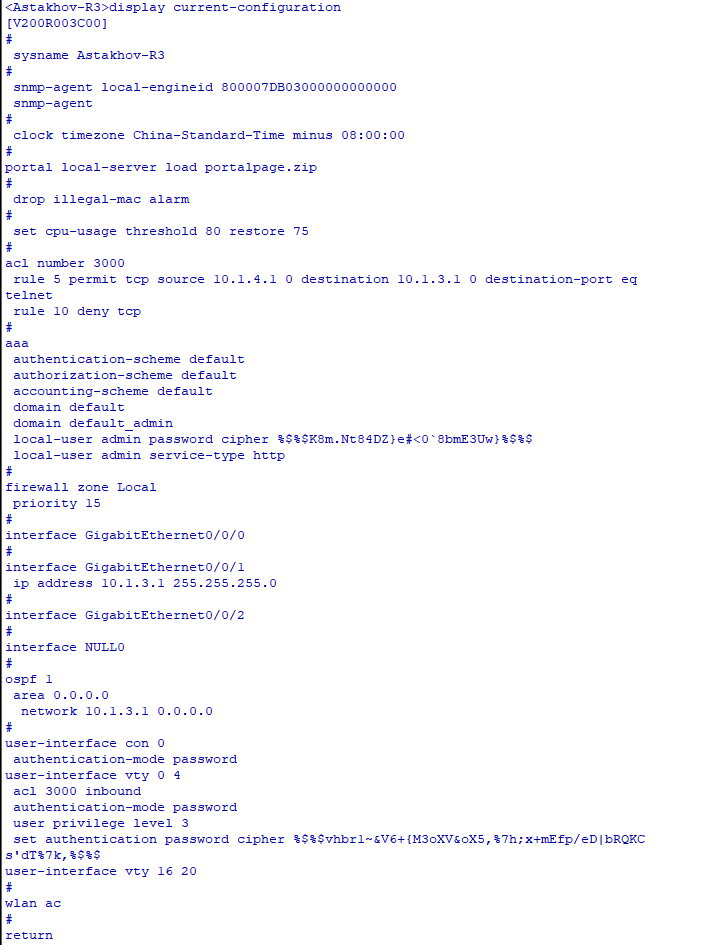 <Astakhov-R3>display current-configuration
[V200R003C00]
#
 sysname Astakhov-R3
#
 snmp-agent local-engineid 800007DB03000000000000
 snmp-agent
#
 clock timezone China-Standard-Time minus 08:00:00
#
portal local-server load portalpage.zip
#
 drop illegal-mac alarm
#
 set cpu-usage threshold 80 restore 75
#
acl number 3000
 rule 5 permit tcp source 10.1.4.1 0 destination 10.1.3.1 0 destination-port eq
telnet
 rule 10 deny tcp
#
aaa
 authentication-scheme default
 authorization-scheme default
 accounting-scheme default
 domain default
 domain default_admin
 local-user admin password cipher %$%$K8m.Nt84DZ}e#<0`8bmE3Uw}%$%$
 local-user admin service-type http
#
firewall zone Local
 priority 15
#
interface GigabitEthernet0/0/0
#
interface GigabitEthernet0/0/1
 ip address 10.1.3.1 255.255.255.0
#
interface GigabitEthernet0/0/2
#
interface NULL0
#
ospf 1
 area 0.0.0.0
  network 10.1.3.1 0.0.0.0
#
user-interface con 0
 authentication-mode password
user-interface vty 0 4
 acl 3000 inbound
 authentication-mode password
 user privilege level 3
 set authentication password cipher %$%$vhbr1~&V6+{M3oXV&oX5,%7h;x+mEfp/eD|bRQKC
s'dT%7k,%$%$
user-interface vty 16 20
#
wlan ac
#
return